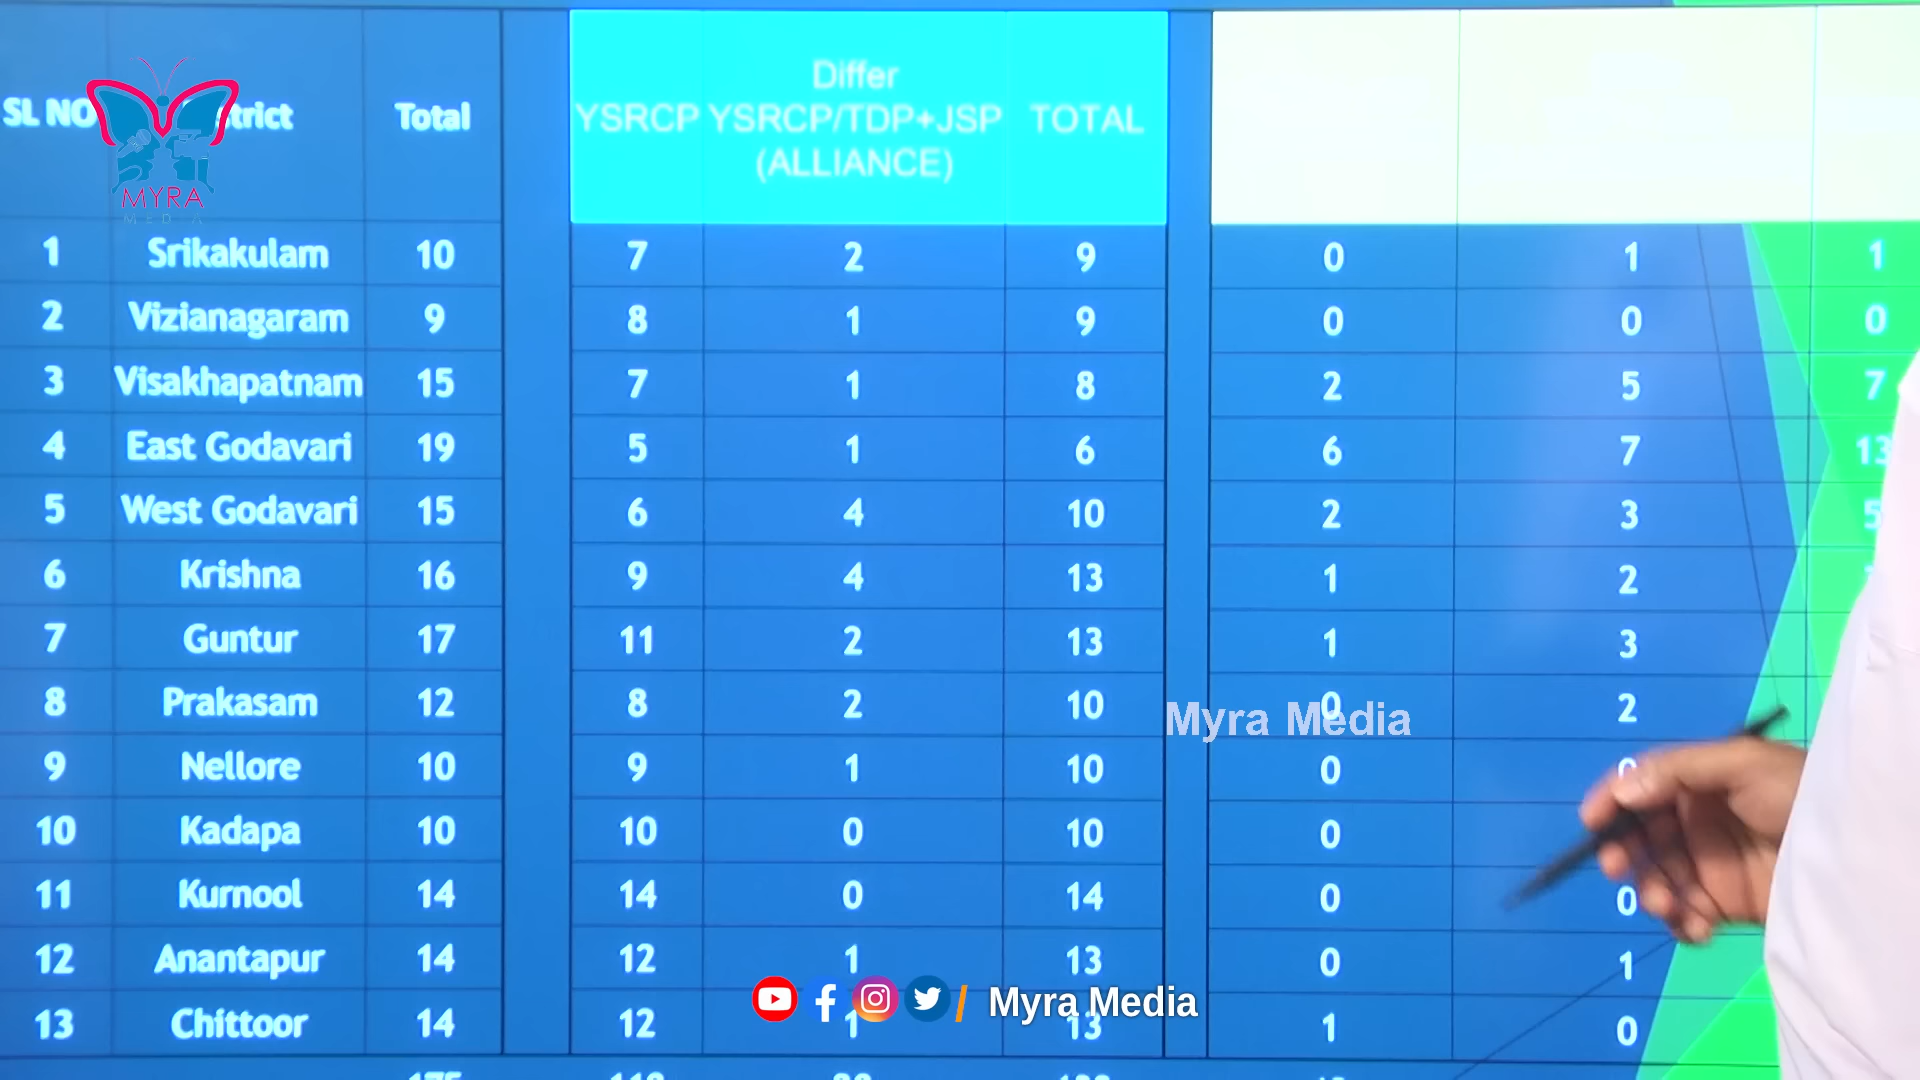 SL NO District Total YSRCP Differ YSRCP/TDP+JSP (ALLIANCE) TOTAL
MYRA
MEDIA
1 Srikakulam 10 7 2 9 0 1 1
2 Vizianagaram 9 8 1 9 0 0 0
3 Visakhapatnam 15 7 1 8 2 5 7
4 East Godavari 19 5 1 6 6 7 13
5 West Godavari 15 6 4 10 2 3 5
6 Krishna 16 9 4 13 1 2
7 Guntur 17 11 2 13 1 3
8 Prakasam 12 8 2 10 0 2
Myra Media
9 Nellore 10 9 1 10 0 0
10 Kadapa 10 10 0 10 0
11 Kurnool 14 14 0 14 0 0
12 Anantapur 14 12 1 13 0 1
13 Chittoor 14 12 1 13 1 0
/ Myra Media
175